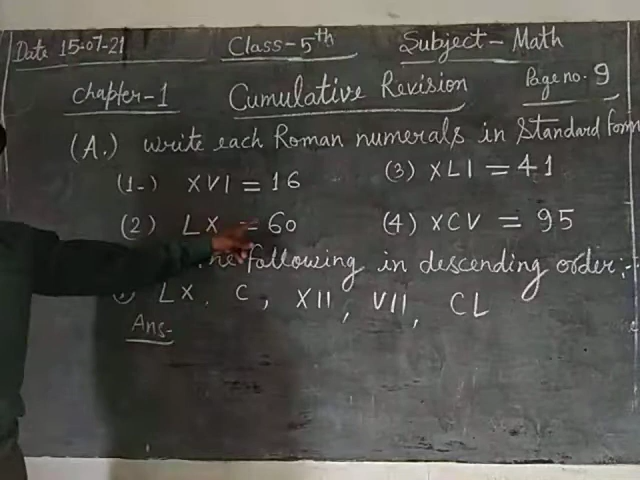 Date 15-07-21 Class-5th Subject- Math
Chapter-1 Cumulative Revision Page no. 9
(A.) write each Roman numerals in Standard form
(1-) XVI = 16 (3) XLI = 41
(2) LX = 60 (4) XCV = 95
following in descending order:-
LX, C, XII, VII, CL
Ans-